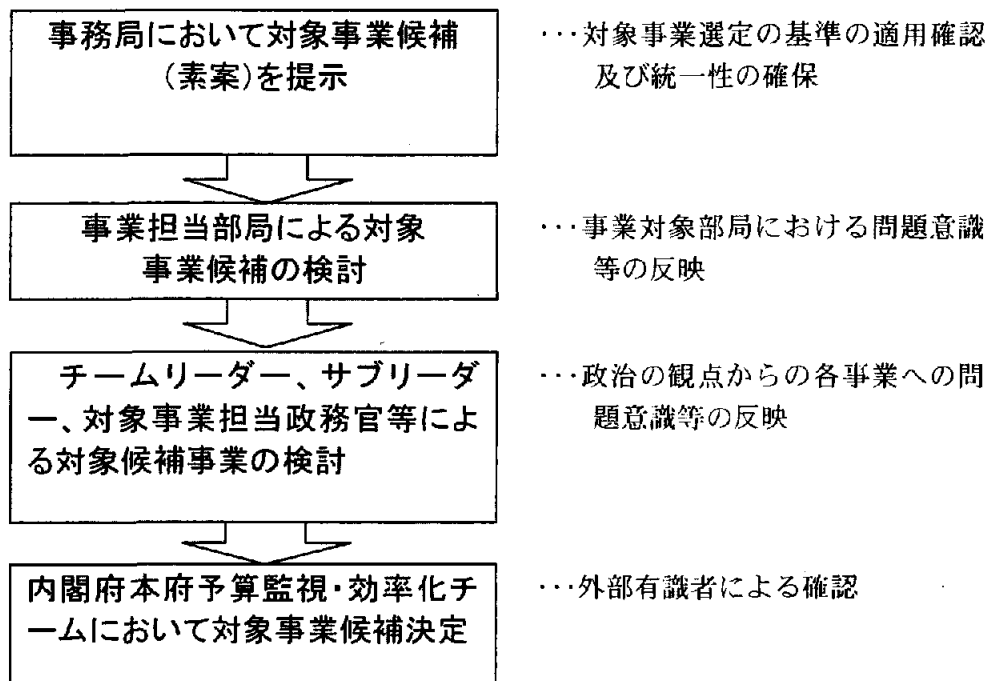 事務局において対象事業候補
(素案)を提示
・・・対象事業選定の基準の適用確認
及び統一性の確保
事業担当部局による対象
事業候補の検討
・・・事業対象部局における問題意識
等の反映
チームリーダー、サブリーダ
ー、対象事業担当政務官等によ
る対象候補事業の検討
・・・政治の観点からの各事業への問
題意識等の反映
内閣府本府予算監視・効率化チ
ームにおいて対象事業候補決定
・・・外部有識者による確認